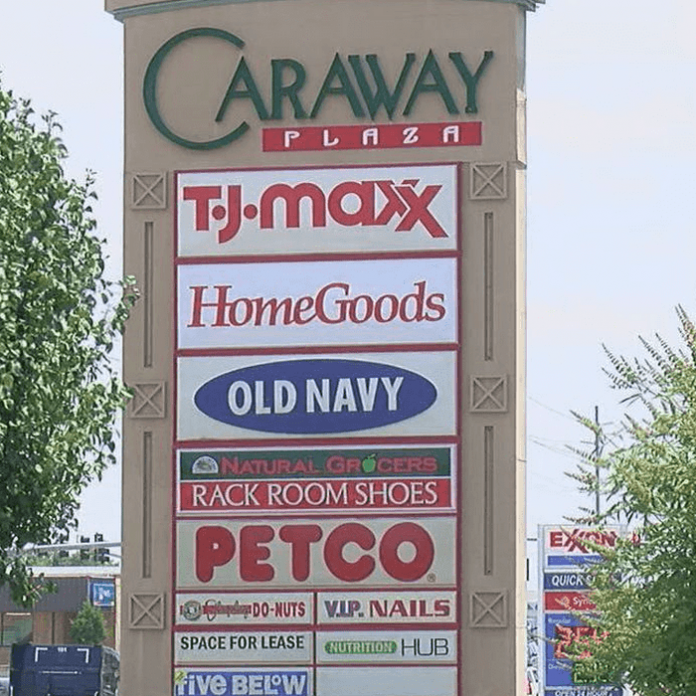 CARAWAY
PLAZA
T·J·maxx
HomeGoods
OLD NAVY
NATURAL GROCERS
RACK ROOM SHOES
PETCO
DO-NUTS
V.I.P. NAILS
SPACE FOR LEASE
NUTRITION HUB
five BELOW
EXXON
QUICK
Regular